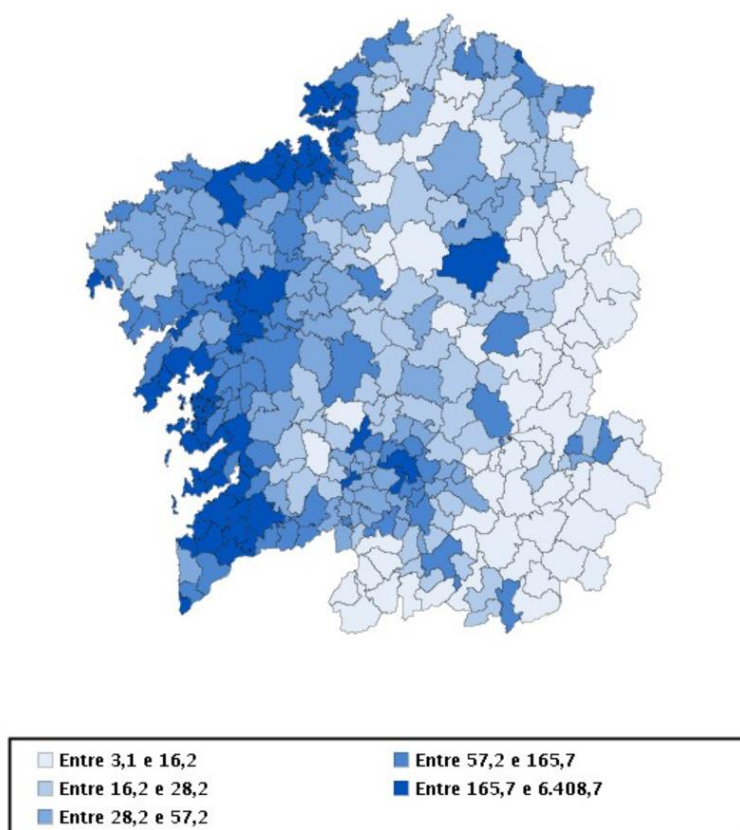 Entre 3,1 e 16,2
Entre 16,2 e 28,2
Entre 28,2 e 57,2
Entre 57,2 e 165,7
Entre 165,7 e 6.408,7